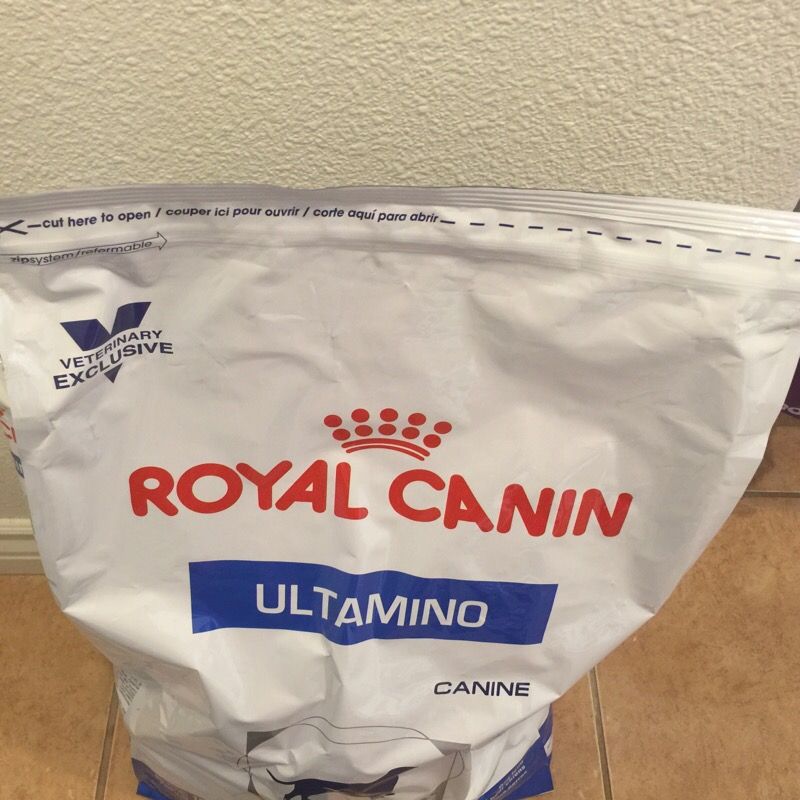 cut here to open / couper ici pour ouvrir / corte aquí para abrir
zipsystem/refermable
VETERINARY
EXCLUSIVE
ROYAL CANIN
ULTAMINO
CANINE